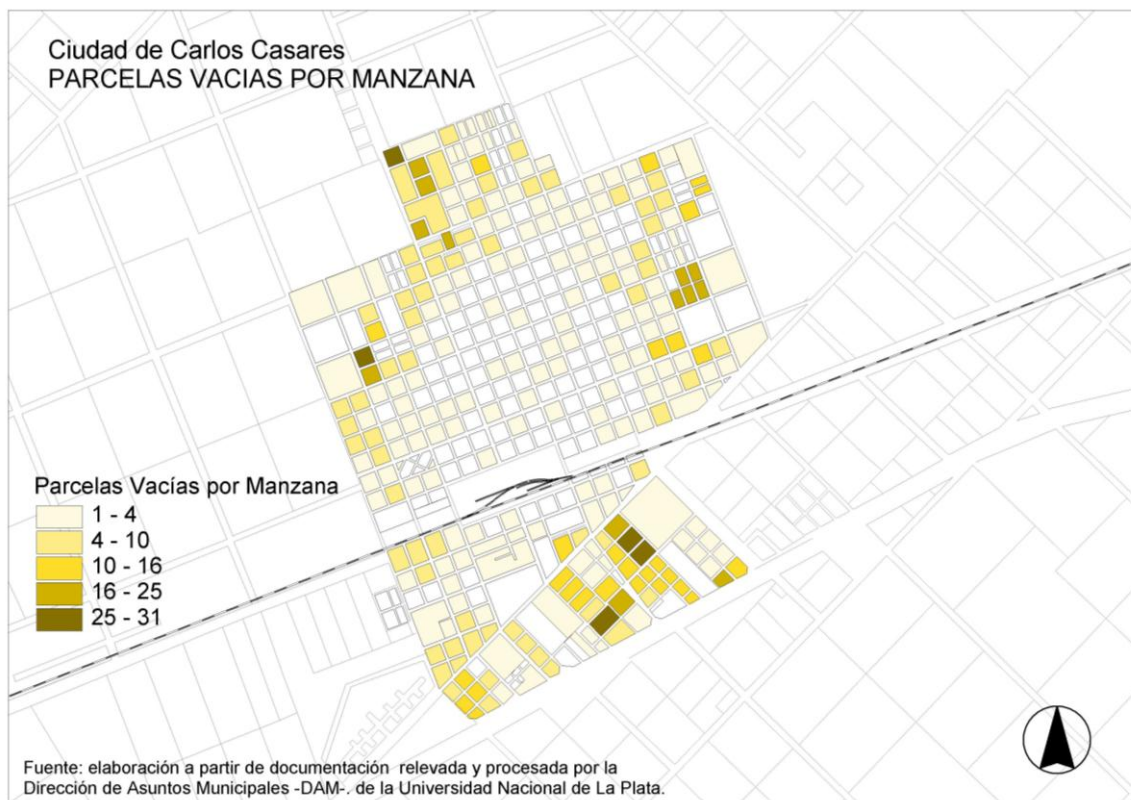 Ciudad de Carlos Casares
PARCELAS VACIAS POR MANZANA
Parcelas Vacías por Manzana
1 - 4
4 - 10
10 - 16
16 - 25
25 - 31
Fuente: elaboración a partir de documentación relevada y procesada por la
Dirección de Asuntos Municipales -DAM-. de la Universidad Nacional de La Plata.